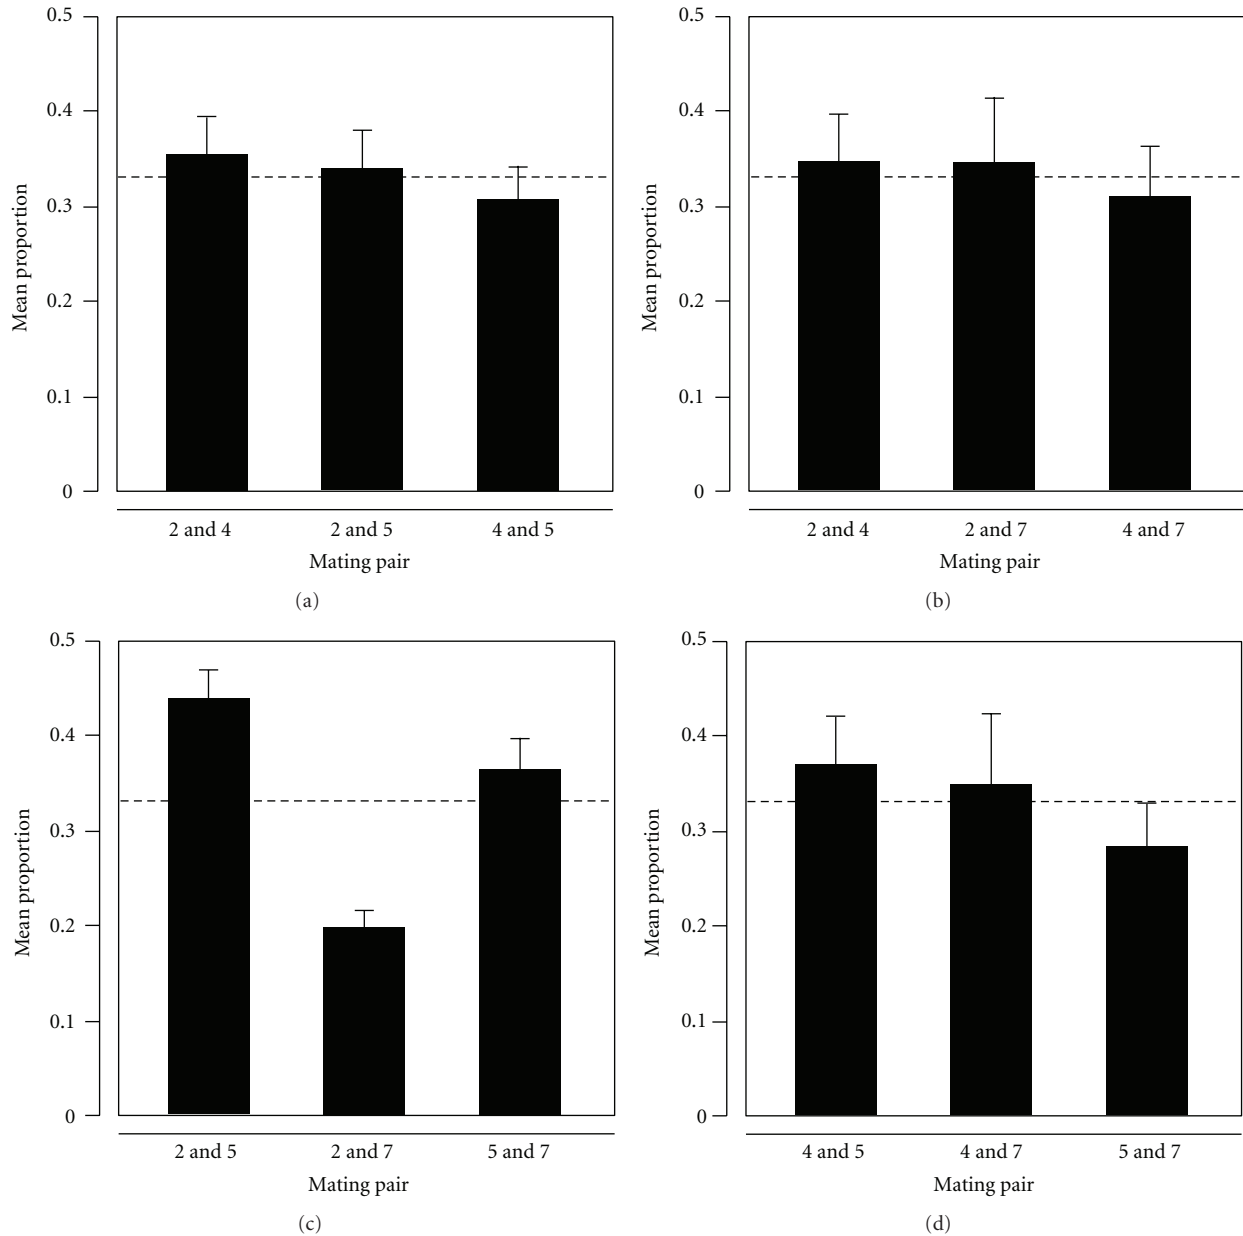 0.5
0.4
0.3
0.2
0.1
0
Mean proportion
2 and 4
2 and 5
4 and 5
Mating pair
(a)
0.5
0.4
0.3
0.2
0.1
0
Mean proportion
2 and 4
2 and 7
4 and 7
Mating pair
(b)
0.5
0.4
0.3
0.2
0.1
0
Mean proportion
2 and 5
2 and 7
5 and 7
Mating pair
(c)
0.5
0.4
0.3
0.2
0.1
0
Mean proportion
4 and 5
4 and 7
5 and 7
Mating pair
(d)